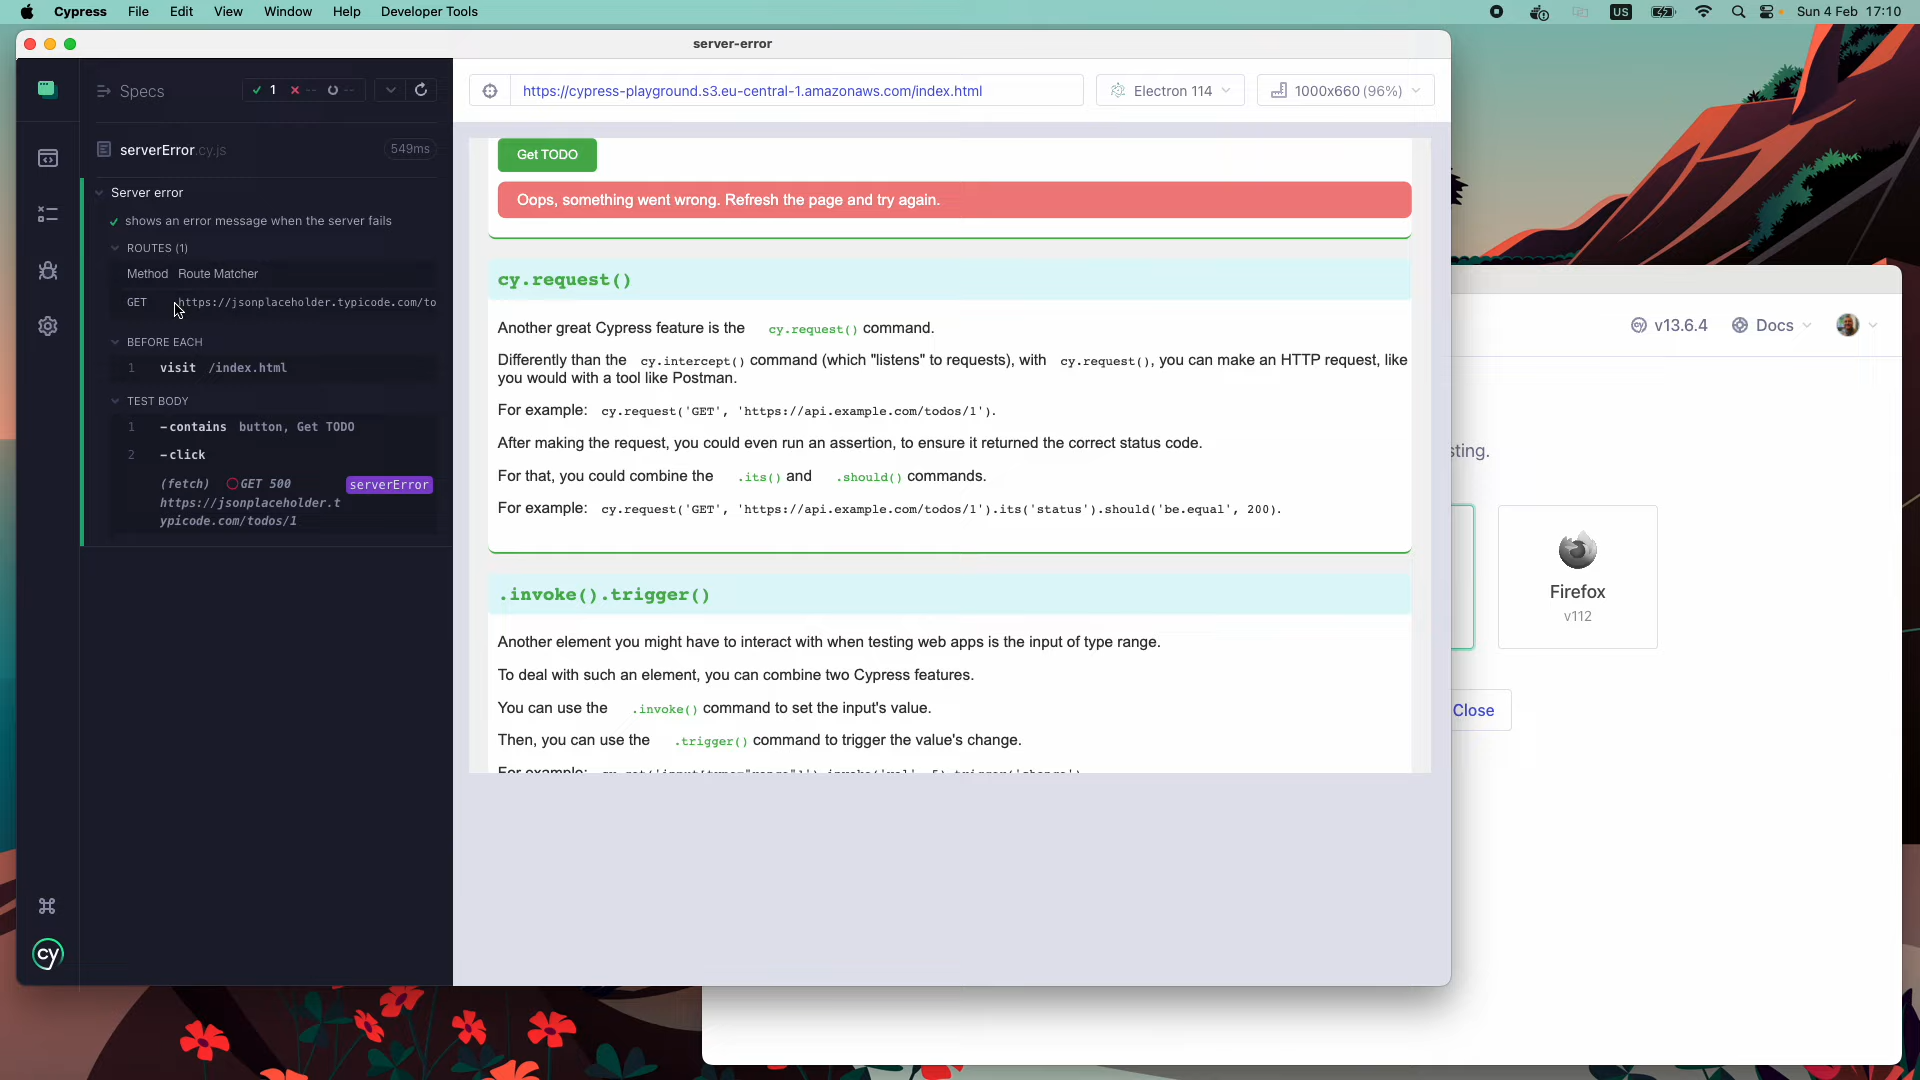 Cypress File Edit View Window Help Developer Tools
US Sun 4 Feb 17:10
server-error
Specs
1 -- --
https://cypress-playground.s3.eu-central-1.amazonaws.com/index.html
Electron 114
1000x660 (96%)
serverError.cy.js
549ms
Server error
shows an error message when the server fails
ROUTES (1)
Method Route Matcher
GET https://jsonplaceholder.typicode.com/to
BEFORE EACH
1 visit /index.html
TEST BODY
1 -contains button, Get TODO
2 -click
(fetch) GET 500 serverError
https://jsonplaceholder.t
ypicode.com/todos/1
cy
Get TODO
Oops, something went wrong. Refresh the page and try again.
cy.request()
Another great Cypress feature is the cy.request() command.
Differently than the cy.intercept() command (which "listens" to requests), with cy.request(), you can make an HTTP request, like
you would with a tool like Postman.
For example: cy.request('GET', 'https://api.example.com/todos/1').
After making the request, you could even run an assertion, to ensure it returned the correct status code.
For that, you could combine the .its() and .should() commands.
For example: cy.request('GET', 'https://api.example.com/todos/1').its('status').should('be.equal', 200).
.invoke().trigger()
Another element you might have to interact with when testing web apps is the input of type range.
To deal with such an element, you can combine two Cypress features.
You can use the .invoke() command to set the input's value.
Then, you can use the .trigger() command to trigger the value's change.
For example:
v13.6.4
Docs
sting.
Firefox
v112
Close